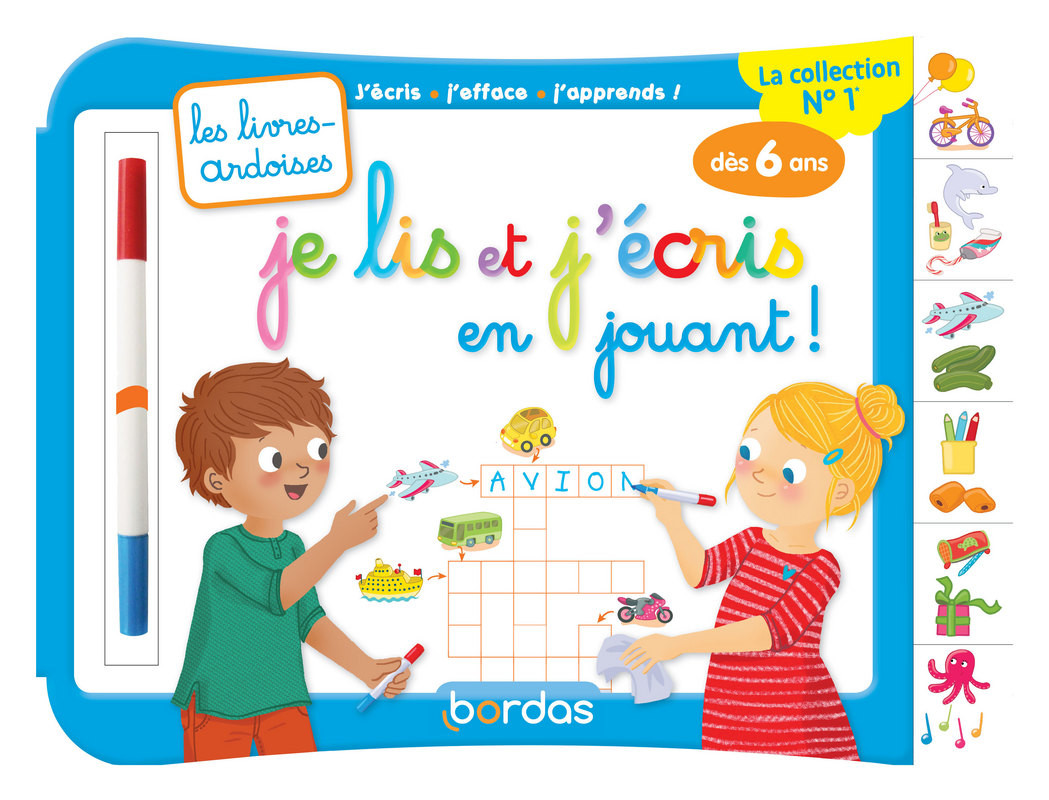 J'écris • j'efface • j'apprends !
La collection
N° 1*
les livres-
ardoises
dès 6 ans
je lis et j'écris
en jouant !
AVION
bordas